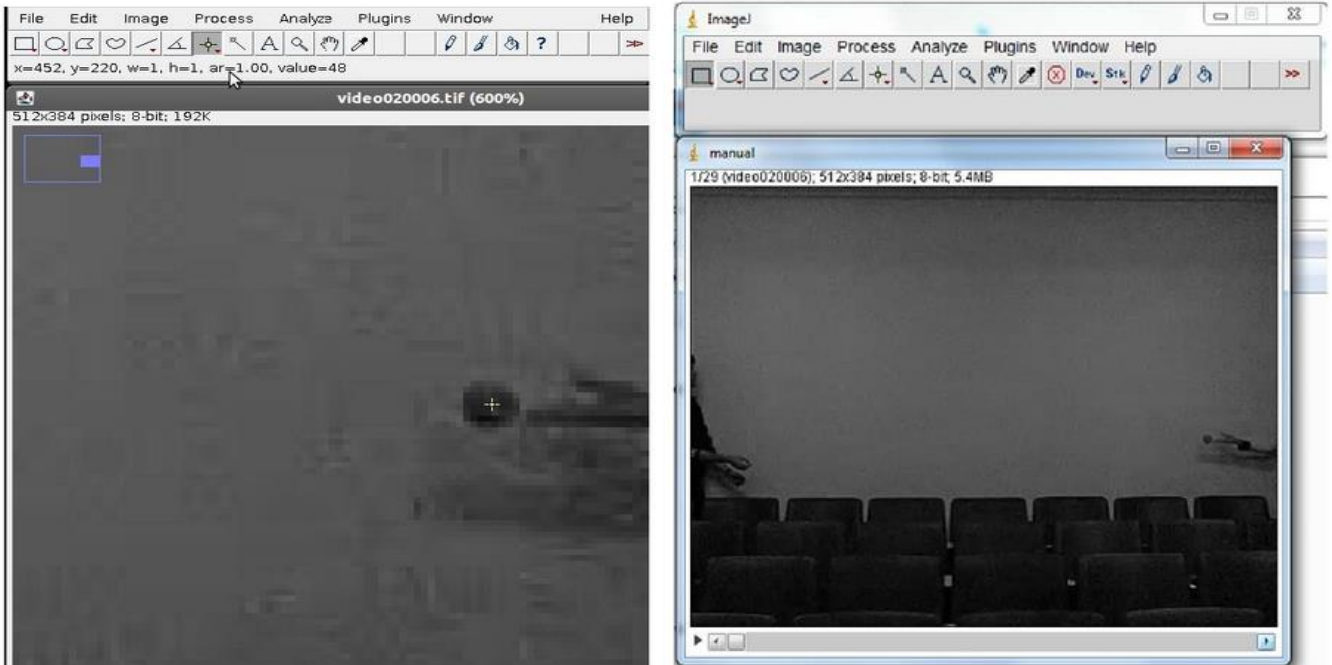 File Edit Image Process Analyze Plugins Window Help
A ?
x=452, y=220, w=1, h=1, ar=1.00, value=48
video020006.tif (600%)
512x384 pixels; 8-bit; 192K
ImageJ
File Edit Image Process Analyze Plugins Window Help
A Dev Stk >>
manual
1/29 (video020006); 512x384 pixels; 8-bit; 5.4MB